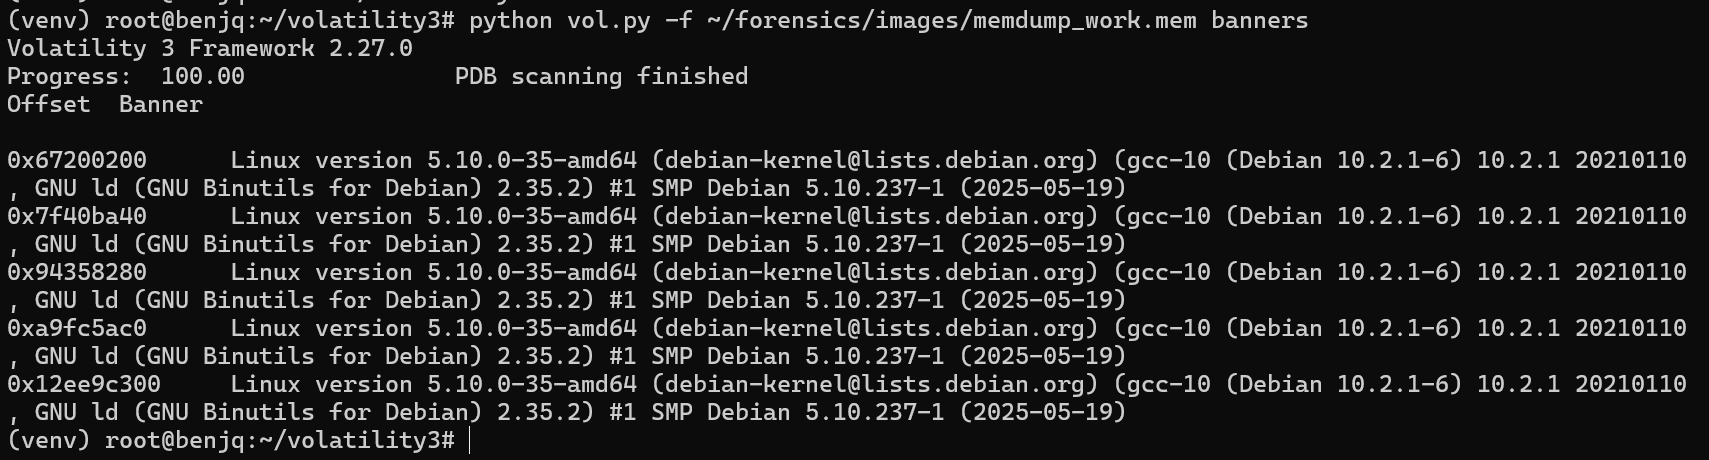 (venv) root@benjq:~/volatility3# python vol.py -f ~/forensics/images/memdump_work.mem banners
Volatility 3 Framework 2.27.0
Progress:  100.00               PDB scanning finished
Offset  Banner

0x67200200      Linux version 5.10.0-35-amd64 (debian-kernel@lists.debian.org) (gcc-10 (Debian 10.2.1-6) 10.2.1 20210110
, GNU ld (GNU Binutils for Debian) 2.35.2) #1 SMP Debian 5.10.237-1 (2025-05-19)
0x7f40ba40      Linux version 5.10.0-35-amd64 (debian-kernel@lists.debian.org) (gcc-10 (Debian 10.2.1-6) 10.2.1 20210110
, GNU ld (GNU Binutils for Debian) 2.35.2) #1 SMP Debian 5.10.237-1 (2025-05-19)
0x94358280      Linux version 5.10.0-35-amd64 (debian-kernel@lists.debian.org) (gcc-10 (Debian 10.2.1-6) 10.2.1 20210110
, GNU ld (GNU Binutils for Debian) 2.35.2) #1 SMP Debian 5.10.237-1 (2025-05-19)
0xa9fc5ac0      Linux version 5.10.0-35-amd64 (debian-kernel@lists.debian.org) (gcc-10 (Debian 10.2.1-6) 10.2.1 20210110
, GNU ld (GNU Binutils for Debian) 2.35.2) #1 SMP Debian 5.10.237-1 (2025-05-19)
0x12ee9c300     Linux version 5.10.0-35-amd64 (debian-kernel@lists.debian.org) (gcc-10 (Debian 10.2.1-6) 10.2.1 20210110
, GNU ld (GNU Binutils for Debian) 2.35.2) #1 SMP Debian 5.10.237-1 (2025-05-19)
(venv) root@benjq:~/volatility3#